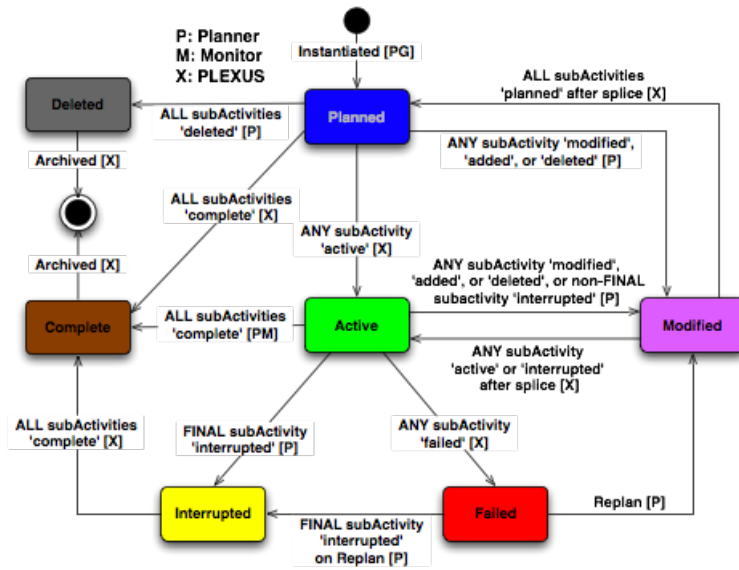 P: Planner
M: Monitor
X: PLEXUS
Instantiated [PG]
ALL subActivities
'planned' after splice [X]
Deleted
Planned
ALL subActivities
'deleted' [P]
ANY subActivity 'modified',
'added', or 'deleted' [P]
Archived [X]
ALL subActivities
'complete' [X]
ANY subActivity
'active' [X]
Archived [X]
ANY subActivity 'modified',
'added', or 'deleted', or non-FINAL
subactivity 'interrupted' [P]
Complete
ALL subActivities
'complete' [PM]
Active
Modified
ANY subActivity
'active' or 'interrupted'
after splice [X]
ALL subActivities
'complete' [X]
FINAL subActivity
'interrupted' [P]
ANY subActivity
'failed' [X]
Interrupted
Failed
Replan [P]
FINAL subActivity
'interrupted'
on Replan [P]